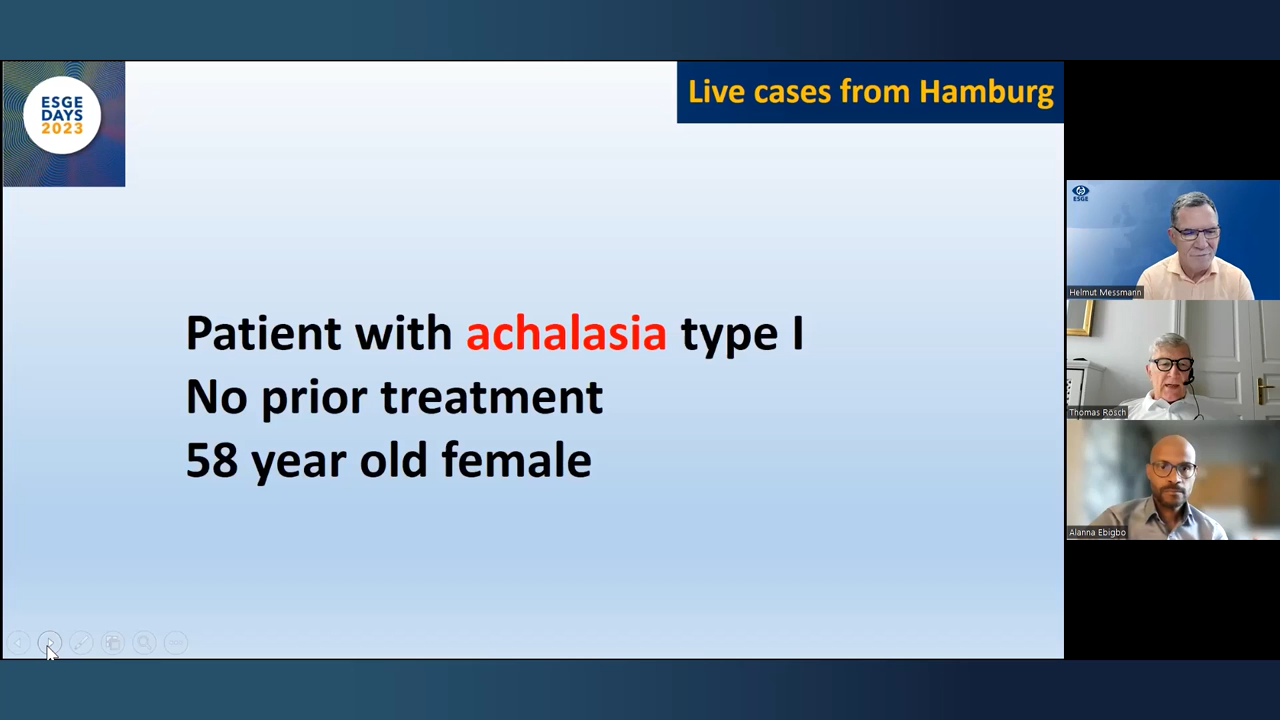 ESGE
DAYS
2023
Live cases from Hamburg
Patient with achalasia type I
No prior treatment
58 year old female
ESGE
Helmut Messmann
Thomas Rösch
Alanna Ebigbo